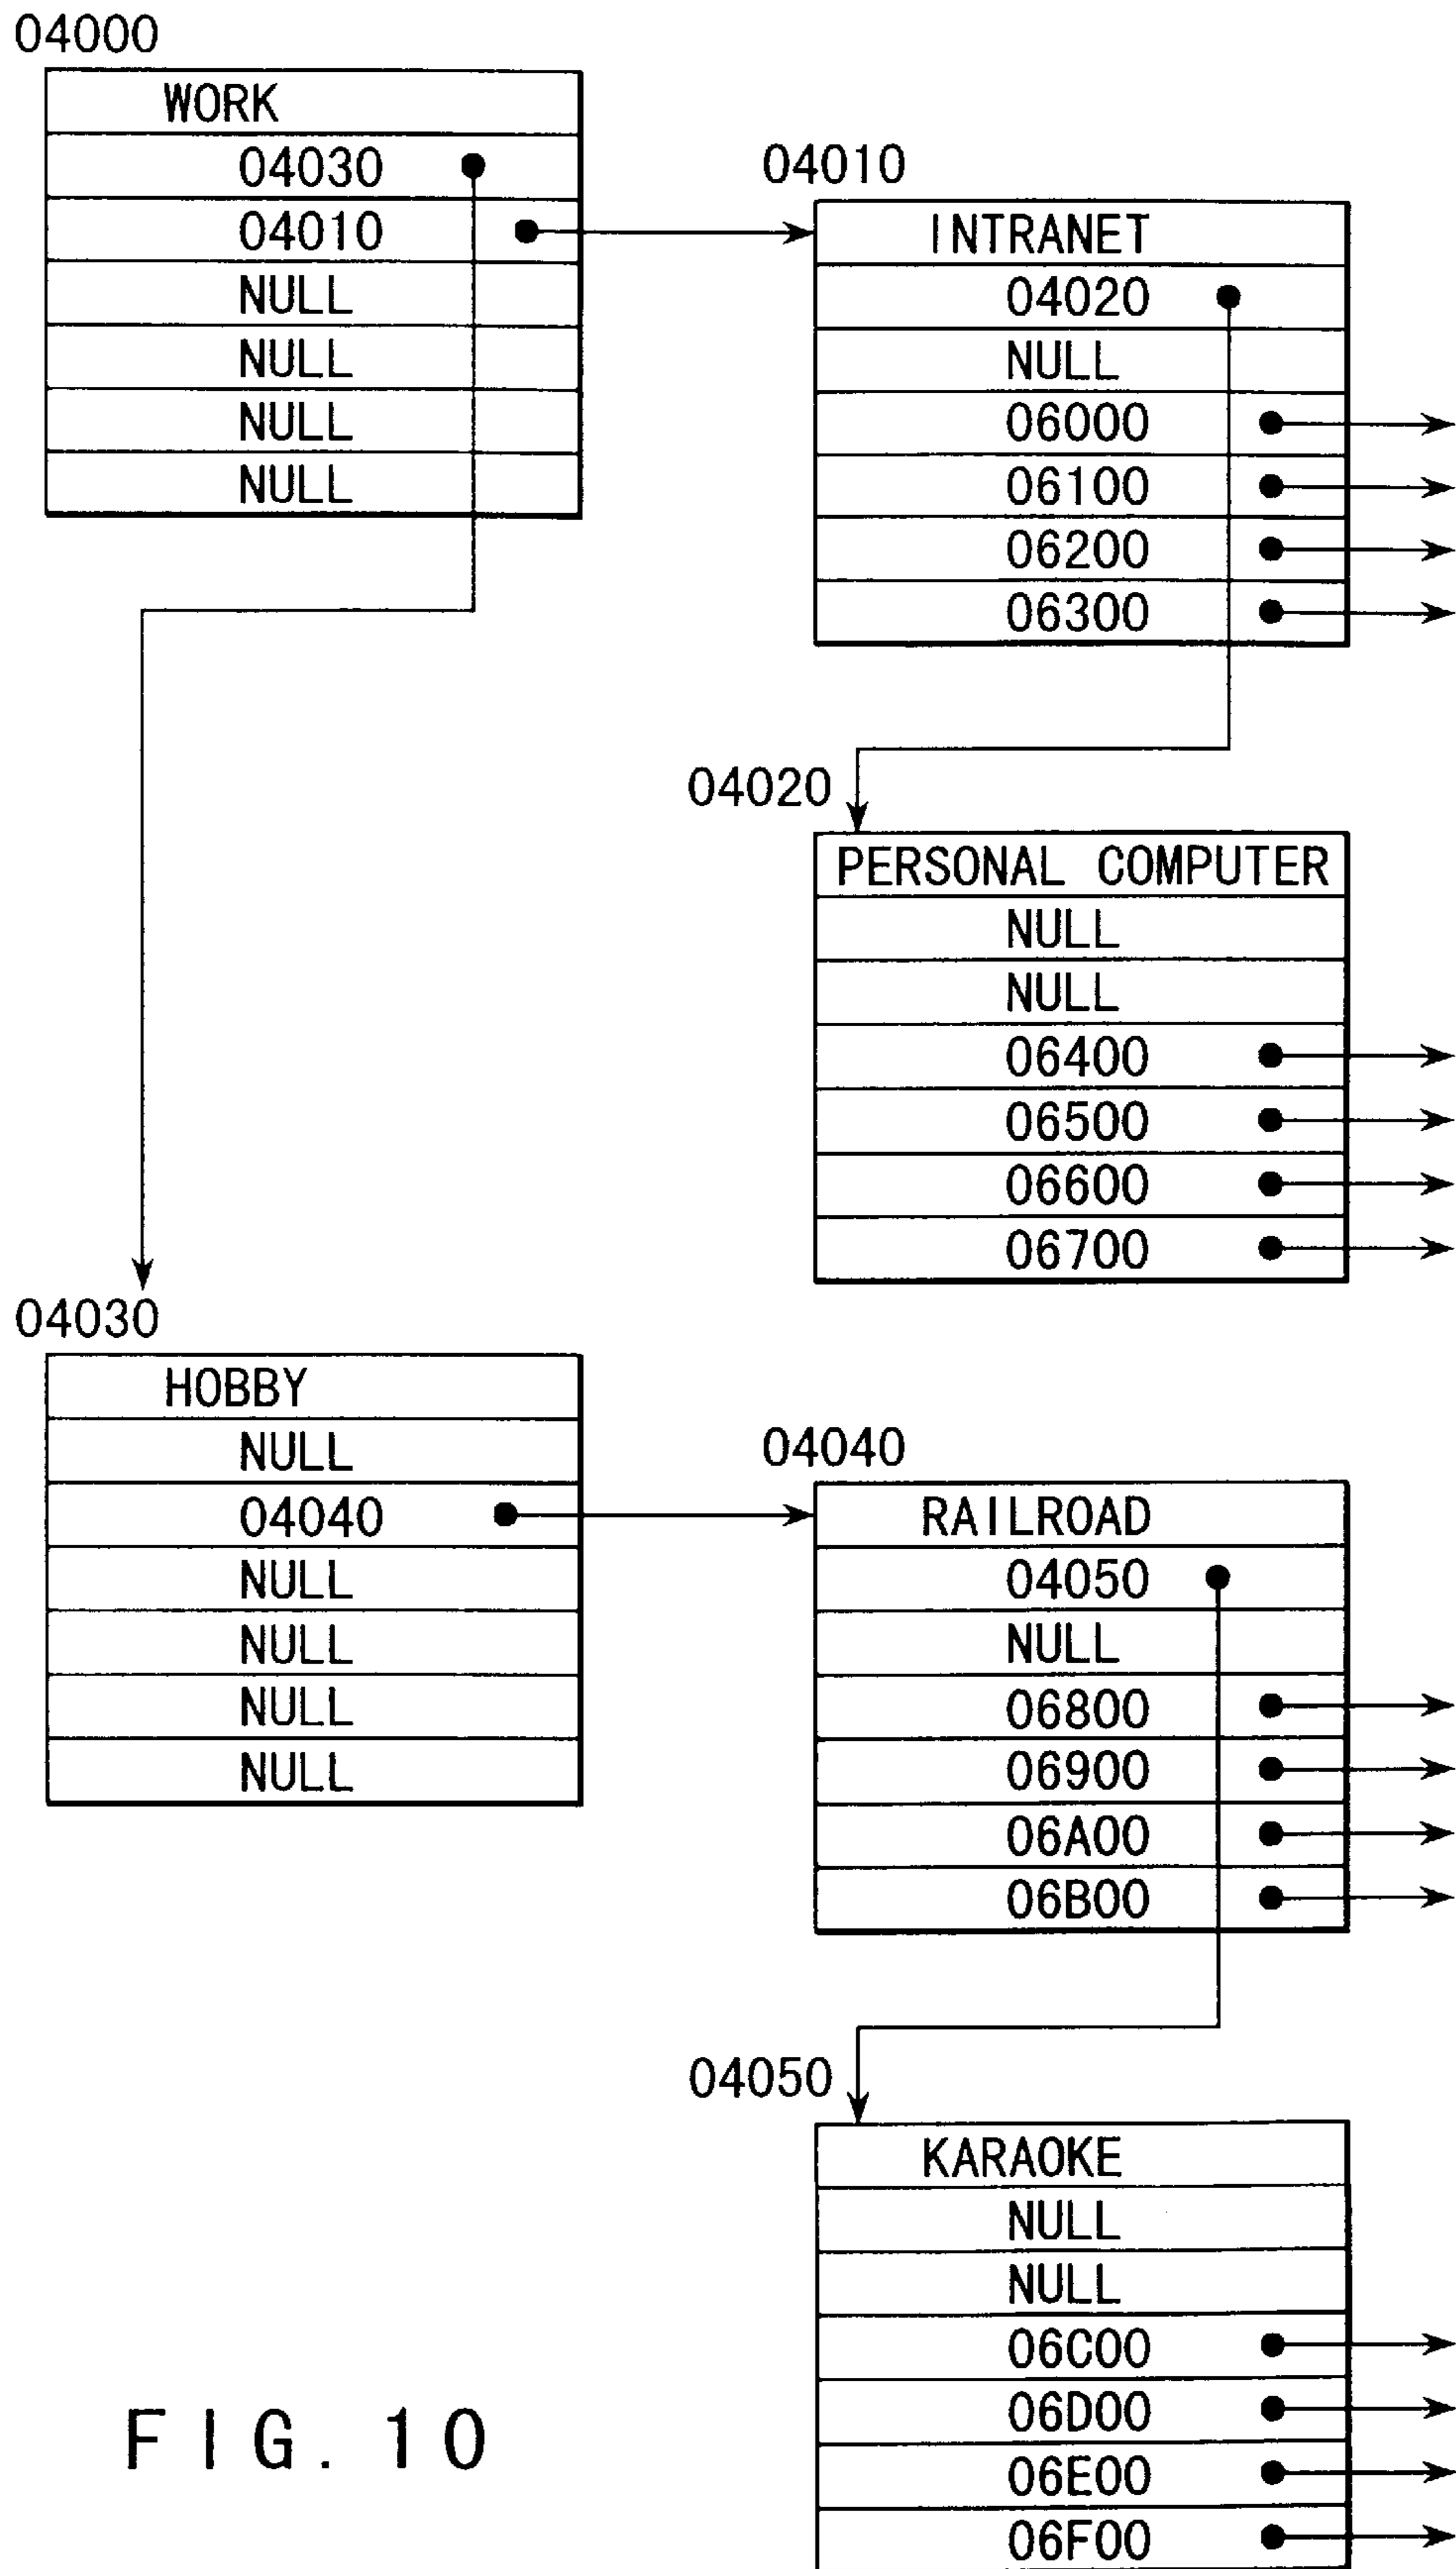 04000
WORK
04030
04010
NULL
NULL
NULL
NULL
04010
INTRANET
04020
NULL
06000
06100
06200
06300
04020
PERSONAL COMPUTER
NULL
NULL
06400
06500
06600
06700
04030
HOBBY
NULL
04040
NULL
NULL
NULL
NULL
04040
RAILROAD
04050
NULL
06800
06900
06A00
06B00
04050
KARAOKE
NULL
NULL
06C00
06D00
06E00
06F00
FIG. 10